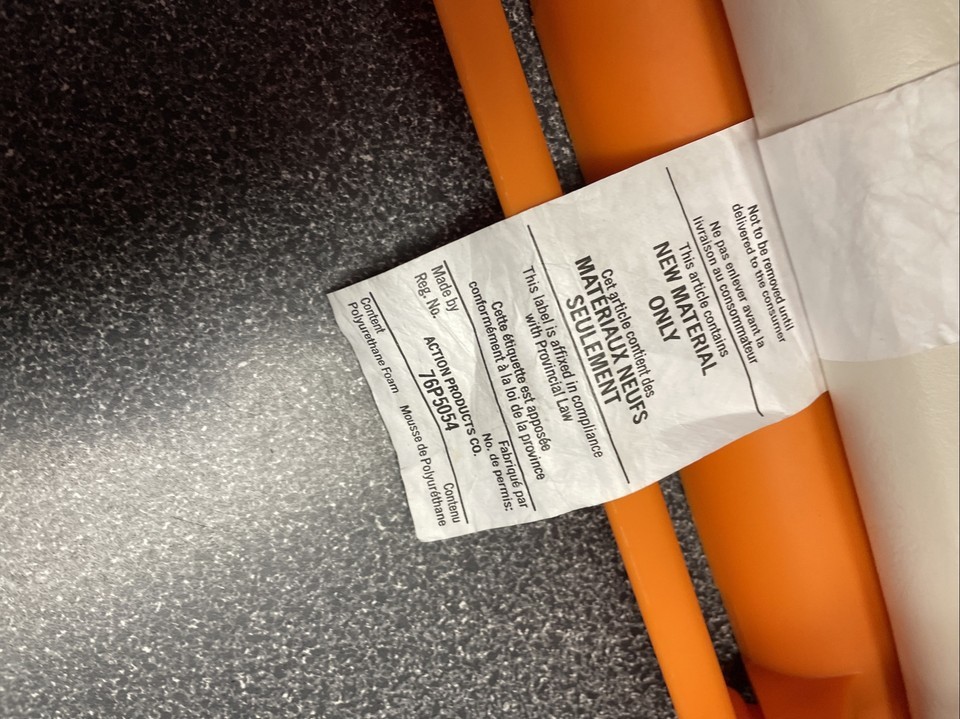 Not to be removed until
delivered to the consumer
Ne pas enlever avant la
livraison au consommateur
This article contains
NEW MATERIAL
ONLY
Cet article contient des
MATÉRIAUX NEUFS
SEULEMENT
This label is affixed in compliance
with Provincial Law
Cette étiquette est apposée
conformément à la loi de la province
Made by Fabriqué par
Reg. No. No. de permis:
ACTION PRODUCTS CO.
76P5054
Content Contenu
Polyurethane Foam Mousse de Polyuréthane